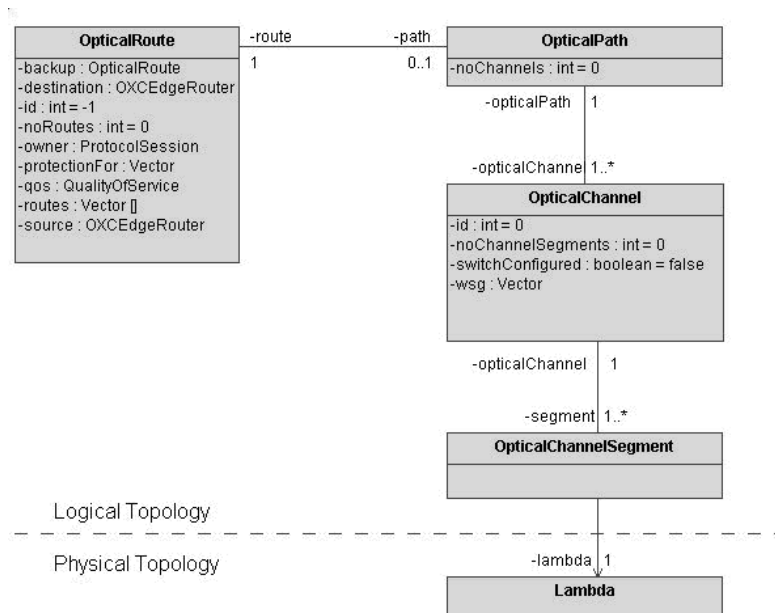 OpticalRoute
-backup : OpticalRoute
-destination : OXCEdgeRouter
-id : int = -1
-noRoutes : int = 0
-owner : ProtocolSession
-protectionFor : Vector
-qos : QualityOfService
-routes : Vector []
-source : OXCEdgeRouter
-route
-path
1
0..1
OpticalPath
-noChannels : int = 0
-opticalPath 1
-opticalChannel 1..*
OpticalChannel
-id : int = 0
-noChannelSegments : int = 0
-switchConfigured : boolean = false
-wsg : Vector
-opticalChannel 1
-segment 1..*
OpticalChannelSegment
Logical Topology
Physical Topology
-lambda 1
Lambda